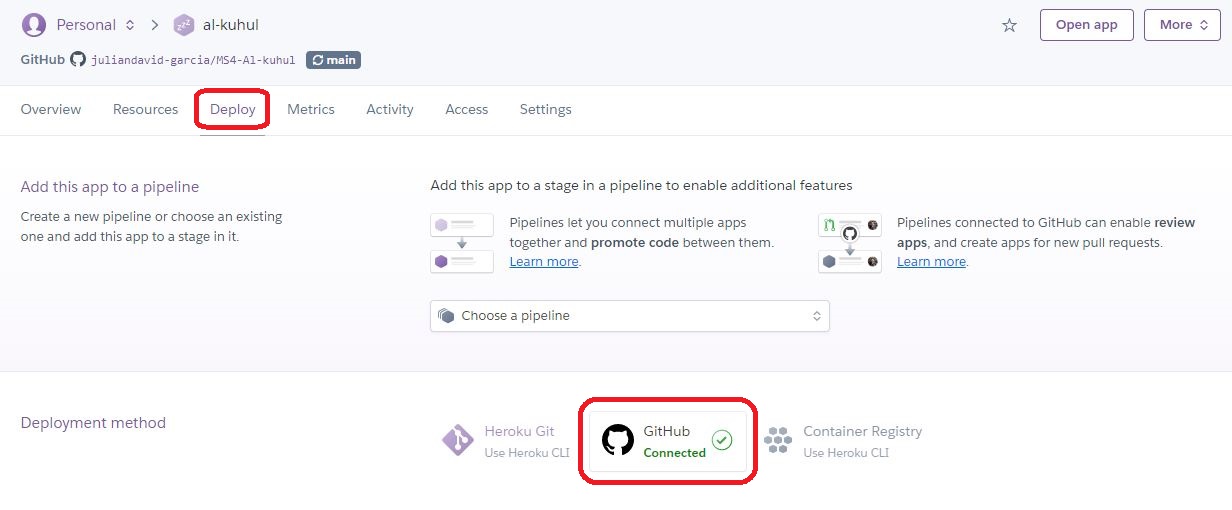 Personal al-kuhul
Open app More
GitHub juliandavid-garcia/MS4-Al-kuhul main
Overview Resources Deploy Metrics Activity Access Settings
Add this app to a pipeline
Create a new pipeline or choose an existing
one and add this app to a stage in it.
Add this app to a stage in a pipeline to enable additional features
Pipelines let you connect multiple apps
together and promote code between them.
Learn more.
Pipelines connected to GitHub can enable review
apps, and create apps for new pull requests.
Learn more.
Choose a pipeline
Deployment method
Heroku Git
Use Heroku CLI
GitHub
Connected
Container Registry
Use Heroku CLI